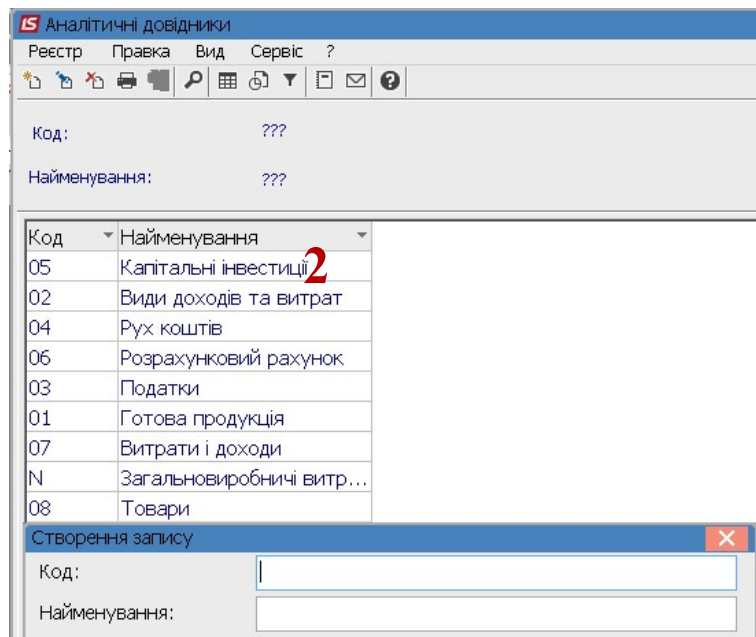 IS Аналітичні довідники
Реєстр Правка Вид Сервіс ?
Код: ???
Найменування: ???
Код Найменування
05 Капітальні інвестиції 2
02 Види доходів та витрат
04 Рух коштів
06 Розрахунковий рахунок
03 Податки
01 Готова продукція
07 Витрати і доходи
N Загальновиробничі витр...
08 Товари
Створення запису
Код:
Найменування: